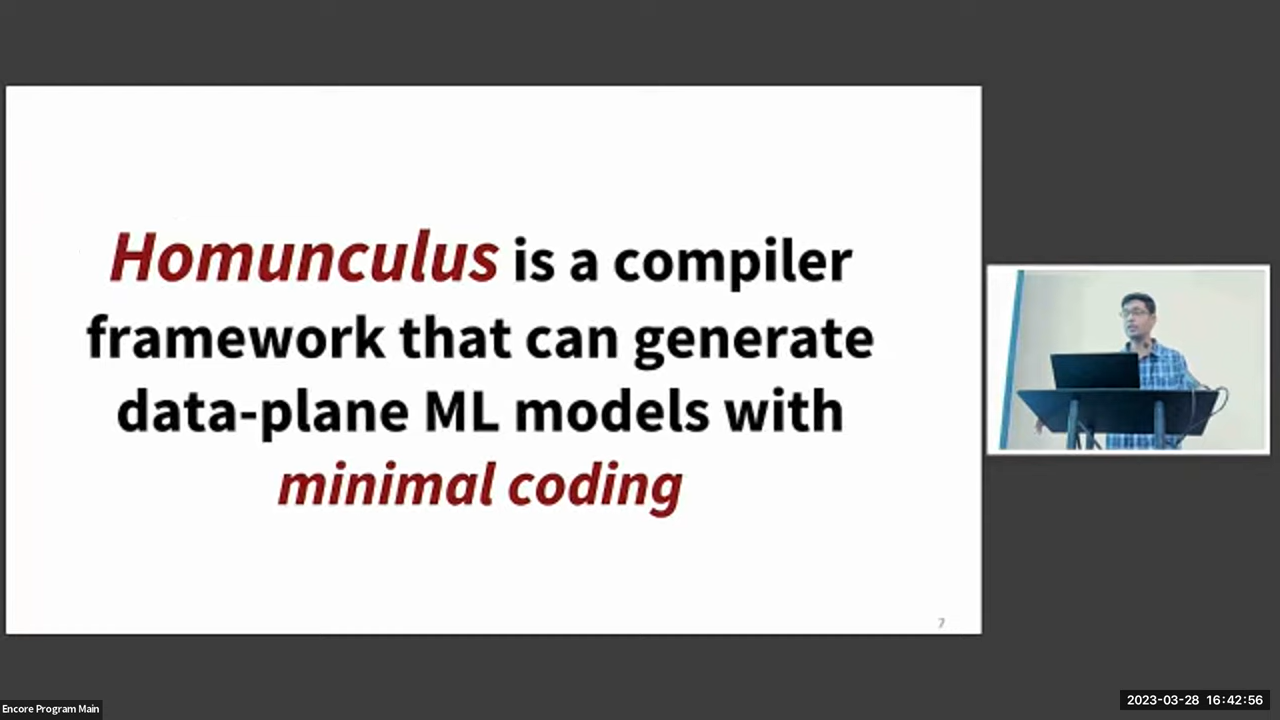 Homunculus is a compiler
framework that can generate
data-plane ML models with
minimal coding
7
Encore Program Main
2023-03-28 16:42:56